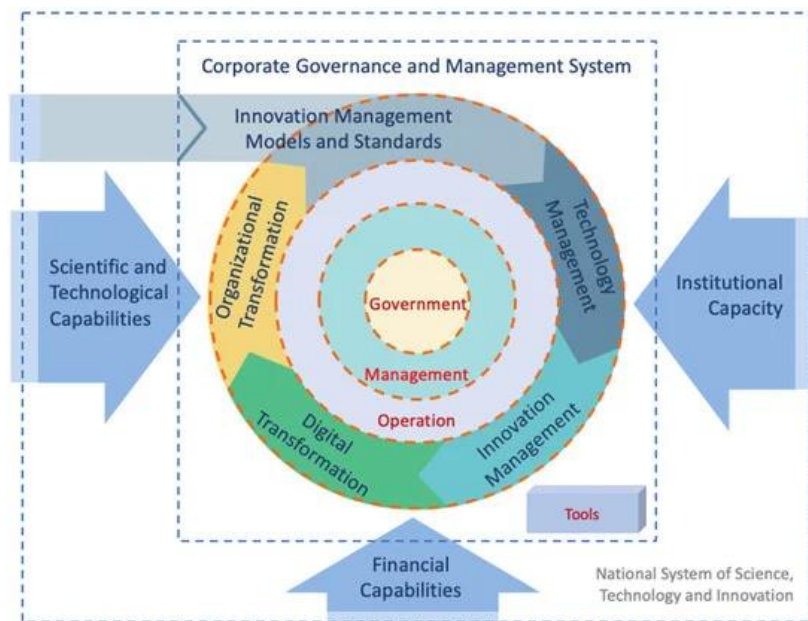 Corporate Governance and Management System
Innovation Management
Models and Standards
Organizational
Transformation
Technology
Management
Scientific and
Technological
Capabilities
Government
Institutional
Capacity
Management
Operation
Digital
Transformation
Innovation
Management
Tools
Financial
Capabilities
National System of Science,
Technology and Innovation